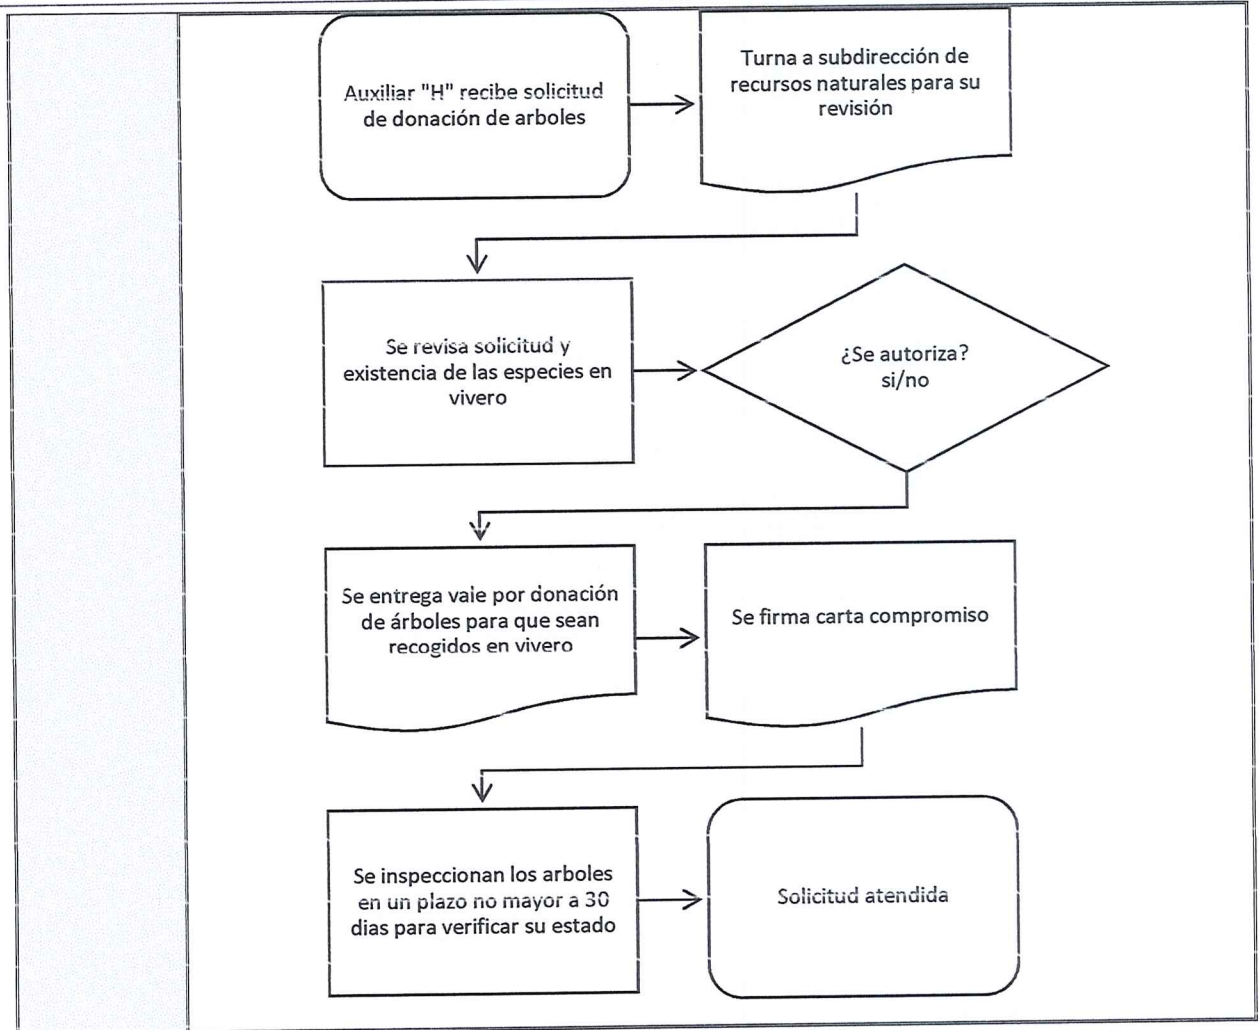 Auxiliar "H" recibe solicitud
de donación de arboles
Turna a subdirección de
recursos naturales para su
revisión
Se revisa solicitud y
existencia de las especies en
vivero
¿Se autoriza?
si/no
Se entrega vale por donación
de árboles para que sean
recogidos en vivero
Se firma carta compromiso
Se inspeccionan los arboles
en un plazo no mayor a 30
dias para verificar su estado
Solicitud atendida